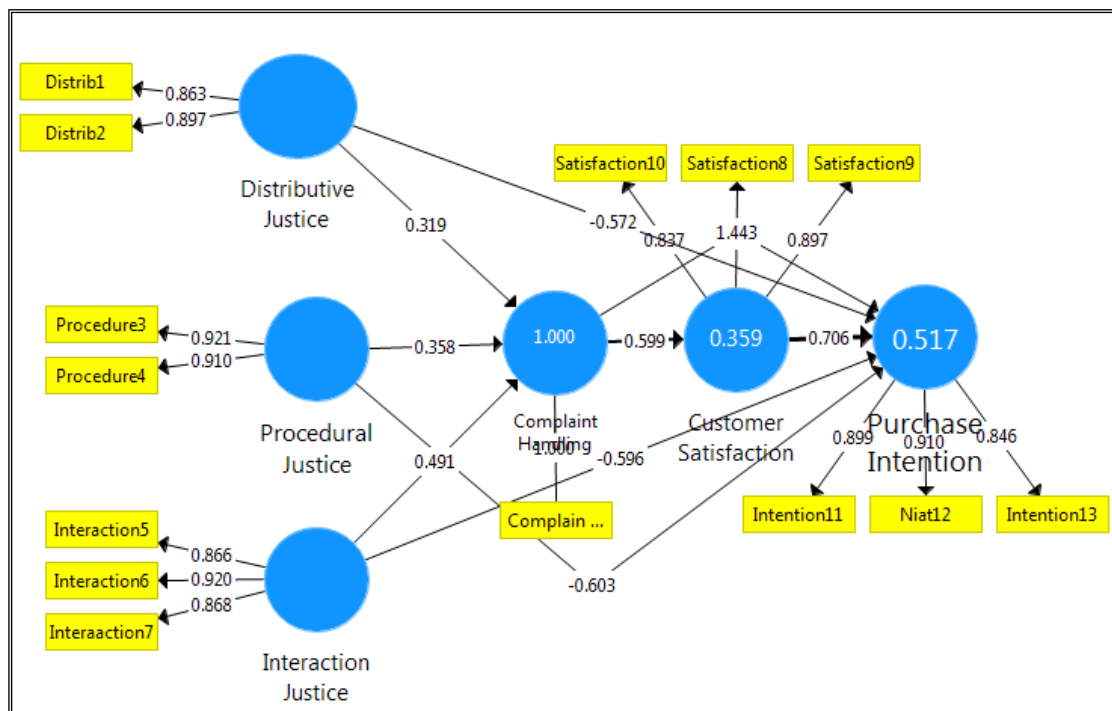 Distrib1
0.863
Distrib2
0.897
Distributive
Justice
0.319
-0.572
Satisfaction10
Satisfaction8
Satisfaction9
0.837
1.443
0.897
Procedure3
0.921
Procedure4
0.910
Procedural
Justice
0.358
1.000
0.599
0.359
0.706
0.517
Complaint
Handling
1.000
Customer
Satisfaction
Purchase
Intention
0.491
-0.596
0.899
0.910
0.846
Complain ...
Intention11
Niat12
Intention13
-0.603
Interaction5
0.866
Interaction6
0.920
Interaaction7
0.868
Interaction
Justice